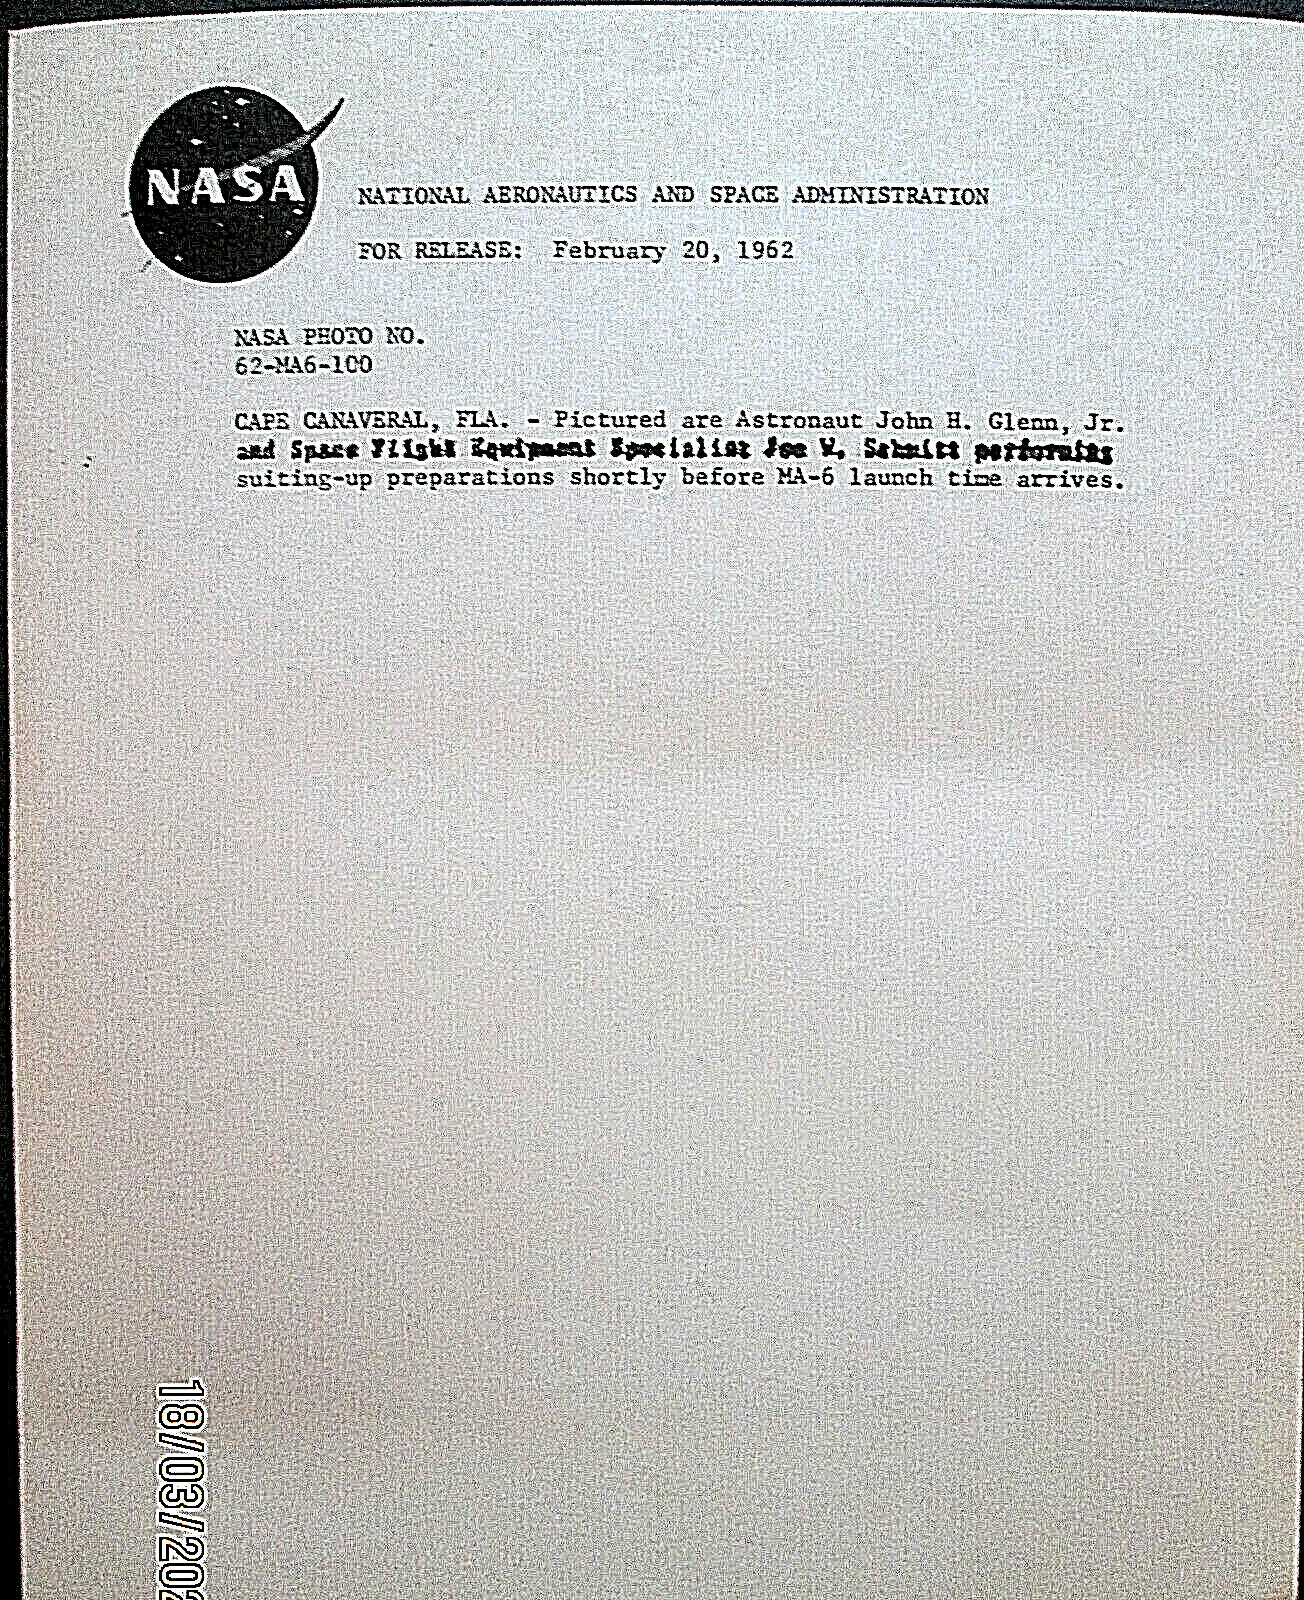 NASA
NATIONAL AERONAUTICS AND SPACE ADMINISTRATION
FOR RELEASE: February 20, 1962
NASA PHOTO NO.
62-MA6-100
CAPE CANAVERAL, FLA. - Pictured are Astronaut John H. Glenn, Jr.
and Space Flight Equipment Specialist Joe W. Schmitt performing
suiting-up preparations shortly before MA-6 launch time arrives.
18/03/202